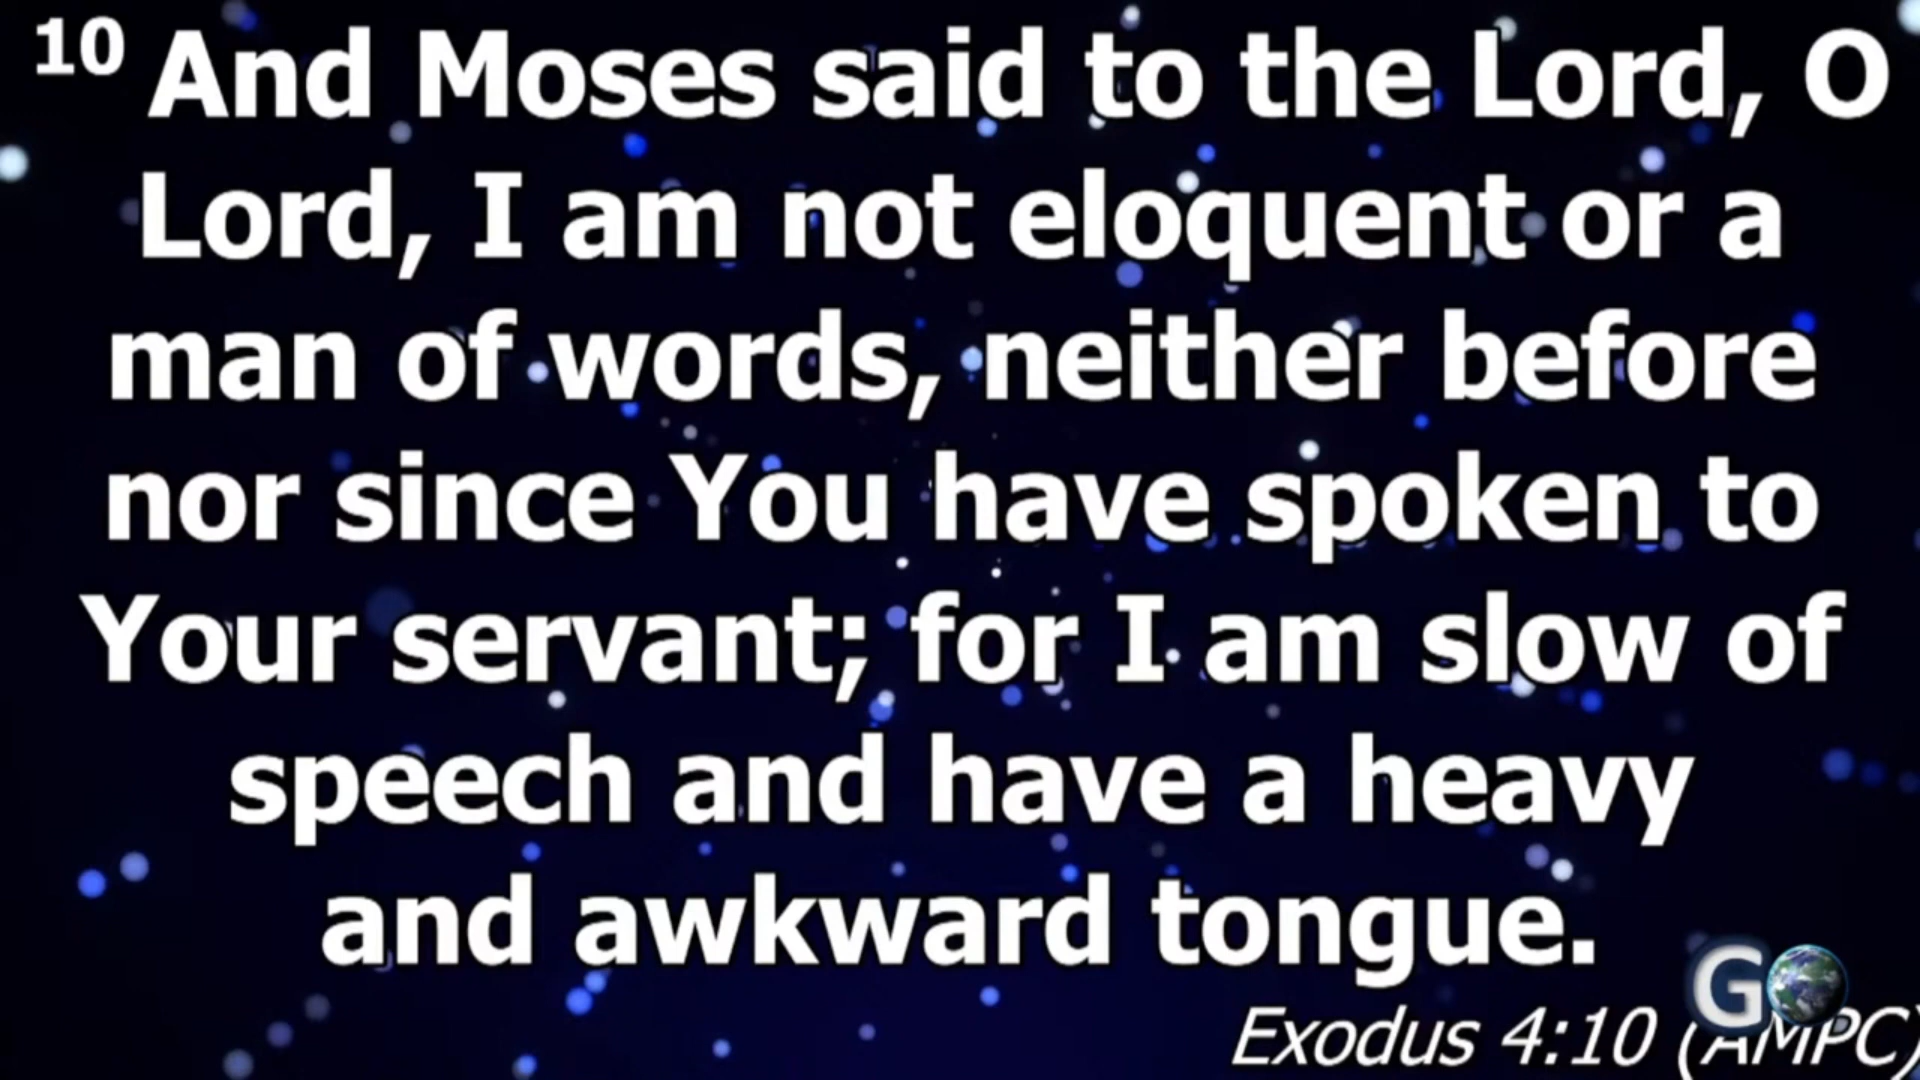 10 And Moses said to the Lord, O
Lord, I am not eloquent or a
man of words, neither before
nor since You have spoken to
Your servant; for I am slow of
speech and have a heavy
and awkward tongue.
G
Exodus 4:10 (AMPC)